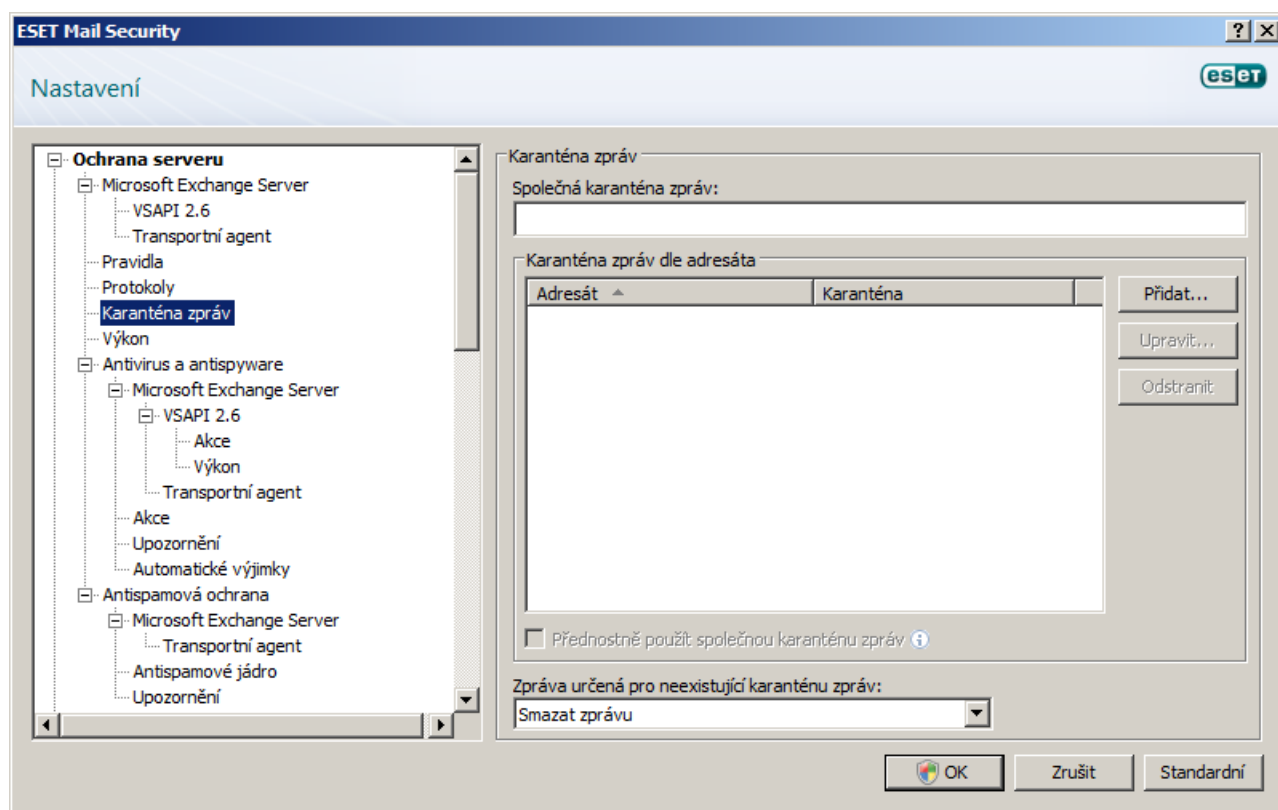 ESET Mail Security
Nastavení
eset
Ochrana serveru
Microsoft Exchange Server
VSAPI 2.6
Transportní agent
Pravidla
Protokoly
Karanténa zpráv
Výkon
Antivirus a antispyware
Microsoft Exchange Server
VSAPI 2.6
Akce
Výkon
Transportní agent
Akce
Upozornění
Automatické výjimky
Antispamová ochrana
Microsoft Exchange Server
Transportní agent
Antispamové jádro
Upozornění
Karanténa zpráv
Společná karanténa zpráv:
Karanténa zpráv dle adresáta
Adresát Karanténa
Přidat...
Upravit...
Odstranit
Přednostně použít společnou karanténu zpráv
Zpráva určená pro neexistující karanténu zpráv:
Smazat zprávu
OK Zrušit Standardní